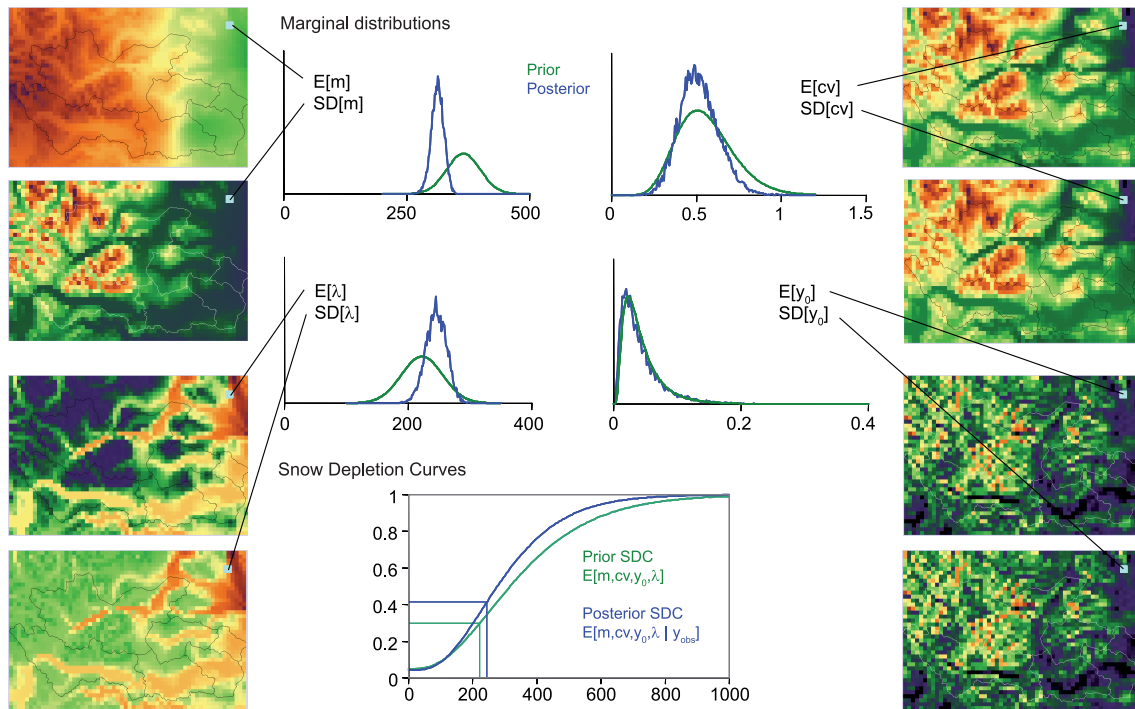 Marginal distributions
E[m]
SD[m]
Prior
Posterior
E[cv]
SD[cv]
0 250 500
0 0.5 1 1.5
E[λ]
SD[λ]
E[y₀]
SD[y₀]
0 200 400
0 0.2 0.4
Snow Depletion Curves
1
0.8
0.6
0.4
0.2
0
Prior SDC
E[m,cv,y₀,λ]
Posterior SDC
E[m,cv,y₀,λ | y_obs]
0 200 400 600 800 1000